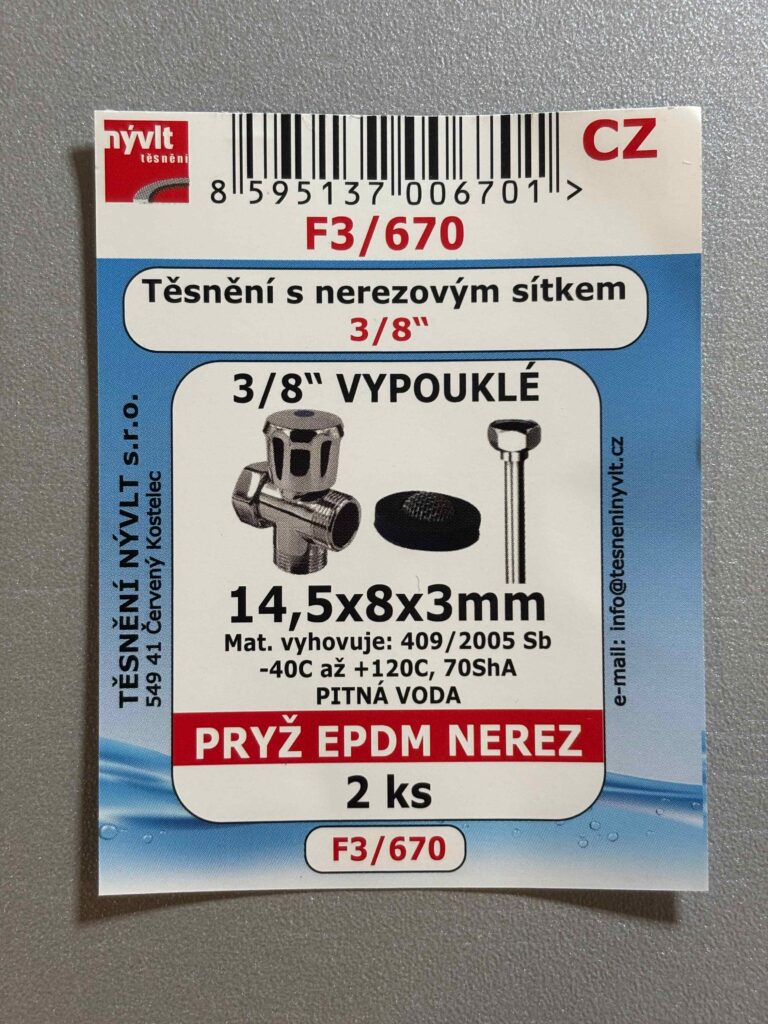 nývlt
těsnění
CZ
8 595137 006701 >
F3/670
Těsnění s nerezovým sítkem
3/8“
3/8“ VYPOUKLÉ
14,5x8x3mm
Mat. vyhovuje: 409/2005 Sb
-40C až +120C, 70ShA
PITNÁ VODA
PRYŽ EPDM NEREZ
2 ks
F3/670
TĚSNĚNÍ NÝVLT s.r.o.
549 41 Červený Kostelec
e-mail: info@tesneninyvlt.cz